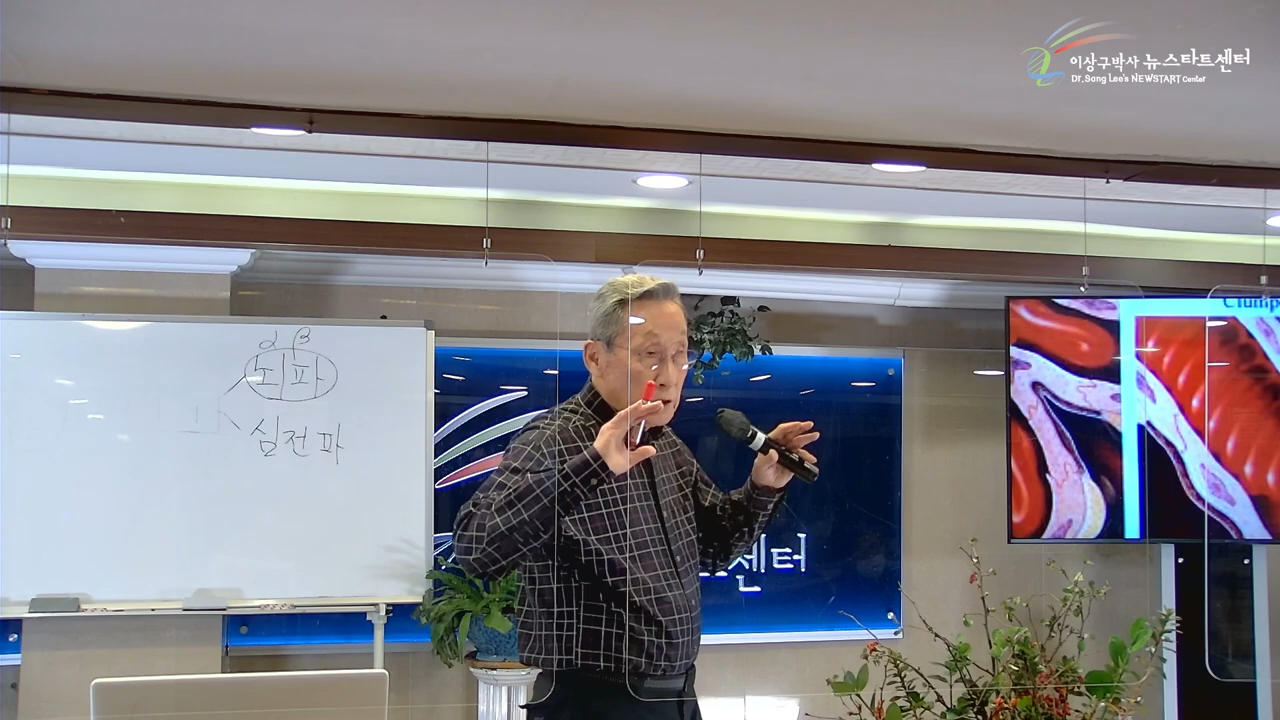 이상구박사 뉴스타트센터
Dr. Sang Lee's NEWSTART Center
α β
뇌파
심전파
Clump
센터